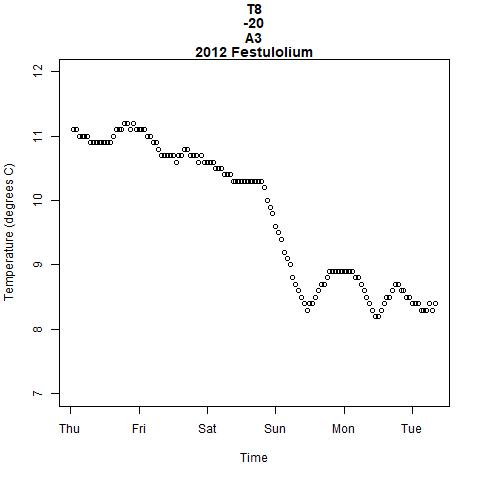 T8
-20
A3
2012 Festulolium
Temperature (degrees C)
12
11
10
9
8
7
Thu Fri Sat Sun Mon Tue
Time